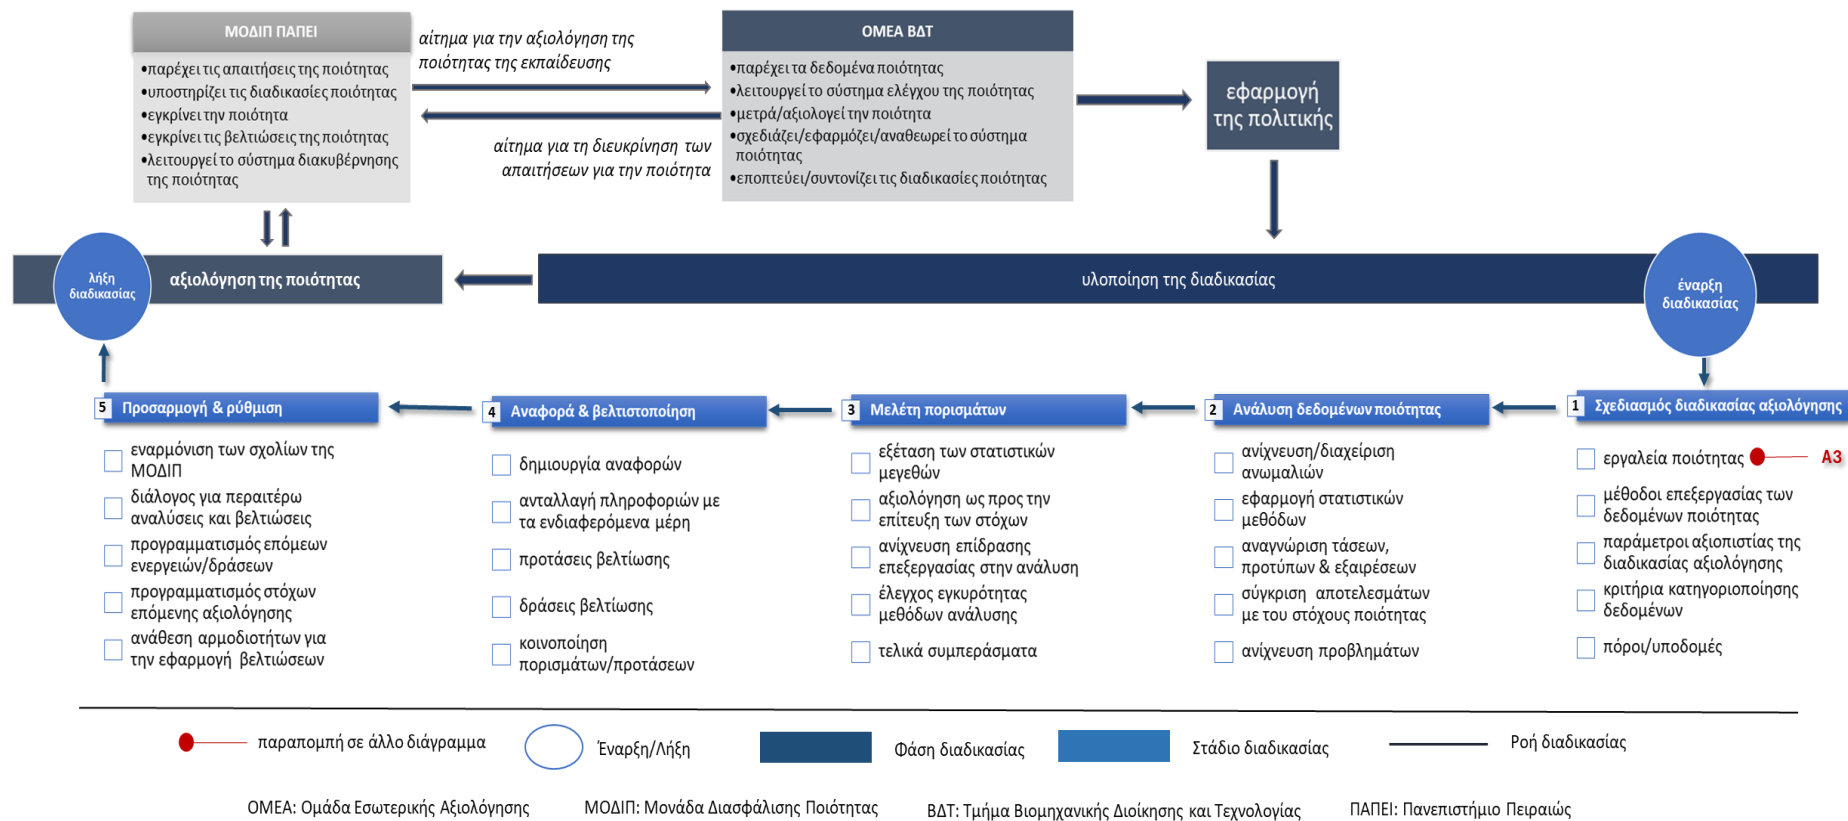 ΜΟΔΙΠ ΠΑΠΕΙ
•παρέχει τις απαιτήσεις της ποιότητας
•υποστηρίζει τις διαδικασίες ποιότητας
•εγκρίνει την ποιότητα
•εγκρίνει τις βελτιώσεις της ποιότητας
•λειτουργεί το σύστημα διακυβέρνησης
της ποιότητας
αίτημα για την αξιολόγηση της
ποιότητας της εκπαίδευσης
αίτημα για τη διευκρίνιση των
απαιτήσεων για την ποιότητα
ΟΜΕΑ ΒΔΤ
•παρέχει τα δεδομένα ποιότητας
•λειτουργεί το σύστημα ελέγχου της ποιότητας
•μετρά/αξιολογεί την ποιότητα
•σχεδιάζει/εφαρμόζει/αναθεωρεί το σύστημα
ποιότητας
•εποπτεύει/συντονίζει τις διαδικασίες ποιότητας
εφαρμογή
της πολιτικής
λήξη
διαδικασίας
αξιολόγηση της ποιότητας
υλοποίηση της διαδικασίας
έναρξη
διαδικασίας
5 Προσαρμογή & ρύθμιση
εναρμόνιση των σχολίων της
ΜΟΔΙΠ
διάλογος για περαιτέρω
αναλύσεις και βελτιώσεις
προγραμματισμός επόμεων
ενεργειών/δράσεων
προγραμματισμός στόχων
επόμενης αξιολόγησης
ανάθεση αρμοδιοτήτων για
την εφαρμογή βελτιώσεων
4 Αναφορά & βελτιστοποίηση
δημιουργία αναφορών
ανταλλαγή πληροφοριών με
τα ενδιαφερόμενα μέρη
προτάσεις βελτίωσης
δράσεις βελτίωσης
κοινοποίηση
πορισμάτων/προτάσεων
3 Μελέτη πορισμάτων
εξέταση των στατιστικών
μεγεθών
αξιολόγηση ως προς την
επίτευξη των στόχων
ανίχνευση επίδρασης
επεξεργασίας στην ανάλυση
έλεγχος εγκυρότητας
μεθόδων ανάλυσης
τελικά συμπεράσματα
2 Ανάλυση δεδομένων ποιότητας
ανίχνευση/διαχείριση
ανωμαλιών
εφαρμογή στατιστικών
μεθόδων
αναγνώριση τάσεων,
προτύπων & εξαιρέσεων
σύγκριση αποτελεσμάτων
με του στόχους ποιότητας
ανίχνευση προβλημάτων
1 Σχεδιασμός διαδικασίας αξιολόγησης
εργαλεία ποιότητας
Α3
μέθοδοι επεξεργασίας των
δεδομένων ποιότητας
παράμετροι αξιοπιστίας της
διαδικασίας αξιολόγησης
κριτήρια κατηγοριοποίησης
δεδομένων
πόροι/υποδομές
παραπομπή σε άλλο διάγραμμα
Έναρξη/Λήξη
Φάση διαδικασίας
Στάδιο διαδικασίας
Ροή διαδικασίας
ΟΜΕΑ: Ομάδα Εσωτερικής Αξιολόγησης
ΜΟΔΙΠ: Μονάδα Διασφάλισης Ποιότητας
ΒΔΤ: Τμήμα Βιομηχανικής Διοίκησης και Τεχνολογίας
ΠΑΠΕΙ: Πανεπιστήμιο Πειραιώς